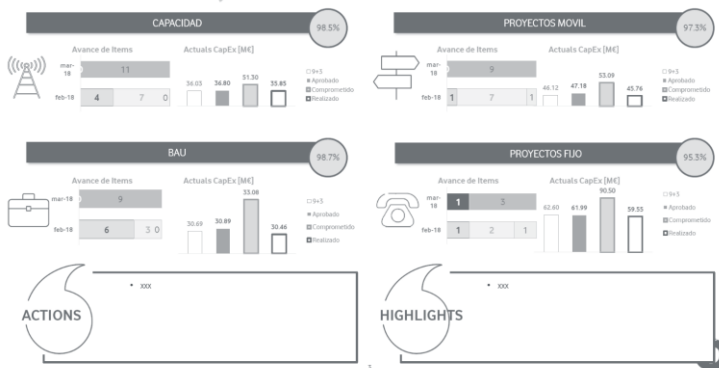 CAPACIDAD
98.5%
Avance de Items
Actuals CapEx [M€]
mar-18
11
feb-18
4 7 0
36.03 36.80 51.30 35.85
9+3
Aprobado
Comprometido
Realizado
PROYECTOS MOVIL
97.3%
Avance de Items
Actuals CapEx [M€]
mar-18
9
feb-18
1 7 1
46.12 47.18 53.09 45.76
9+3
Aprobado
Comprometido
Realizado
BAU
98.7%
Avance de Items
Actuals CapEx [M€]
mar-18
9
feb-18
6 3 0
30.69 30.89 33.08 30.46
9+3
Aprobado
Comprometido
Realizado
PROYECTOS FIJO
95.3%
Avance de Items
Actuals CapEx [M€]
mar-18
1 3
feb-18
1 2 1
62.60 61.99 90.50 59.55
9+3
Aprobado
Comprometido
Realizado
ACTIONS
• xxx
HIGHLIGHTS
• xxx